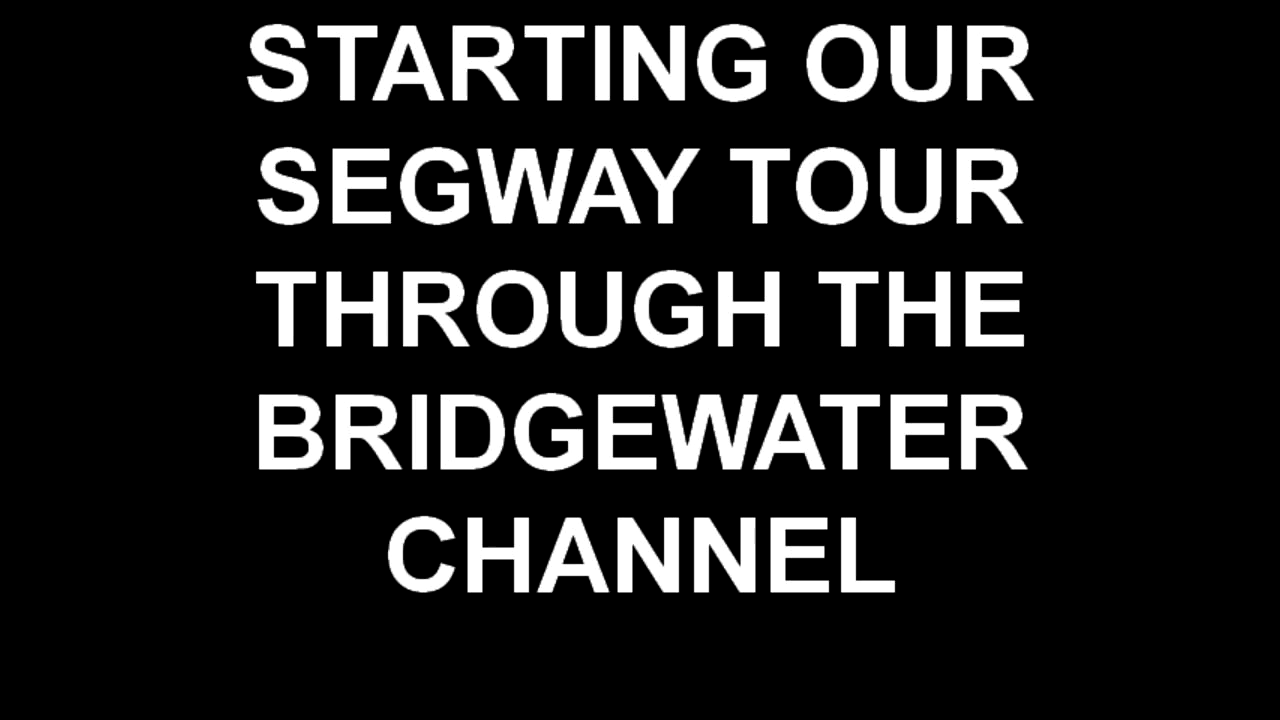 STARTING OUR
SEGWAY TOUR
THROUGH THE
BRIDGEWATER
CHANNEL